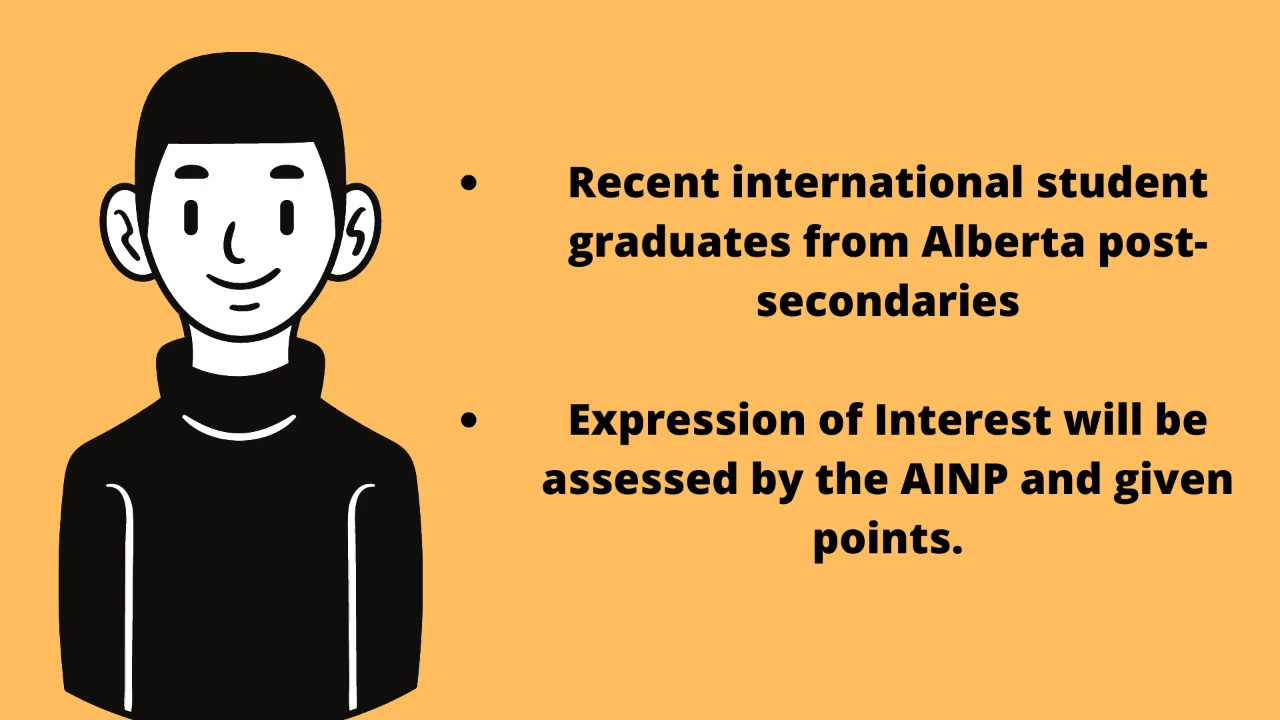 • Recent international student
graduates from Alberta post-
secondaries
• Expression of Interest will be
assessed by the AINP and given
points.